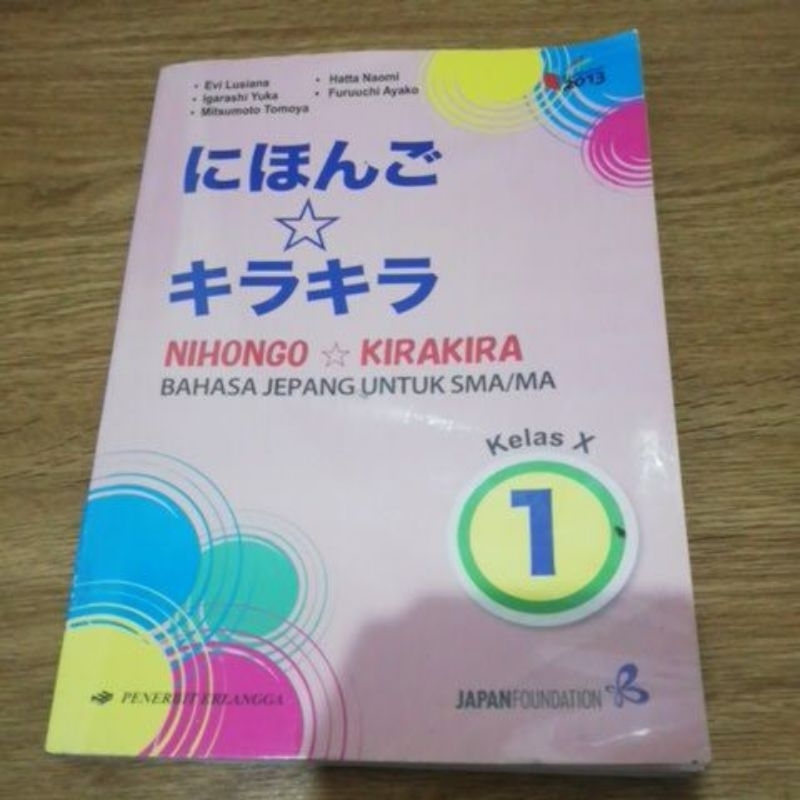 • Evi Lusiana
• Igarashi Yuka
• Mitsumoto Tomoya
• Hatta Naomi
• Furuuchi Ayako
2013
にほんご
☆
キラキラ
NIHONGO ☆ KIRAKIRA
BAHASA JEPANG UNTUK SMA/MA
Kelas X
1
PENERBIT ERLANGGA
JAPANFOUNDATION